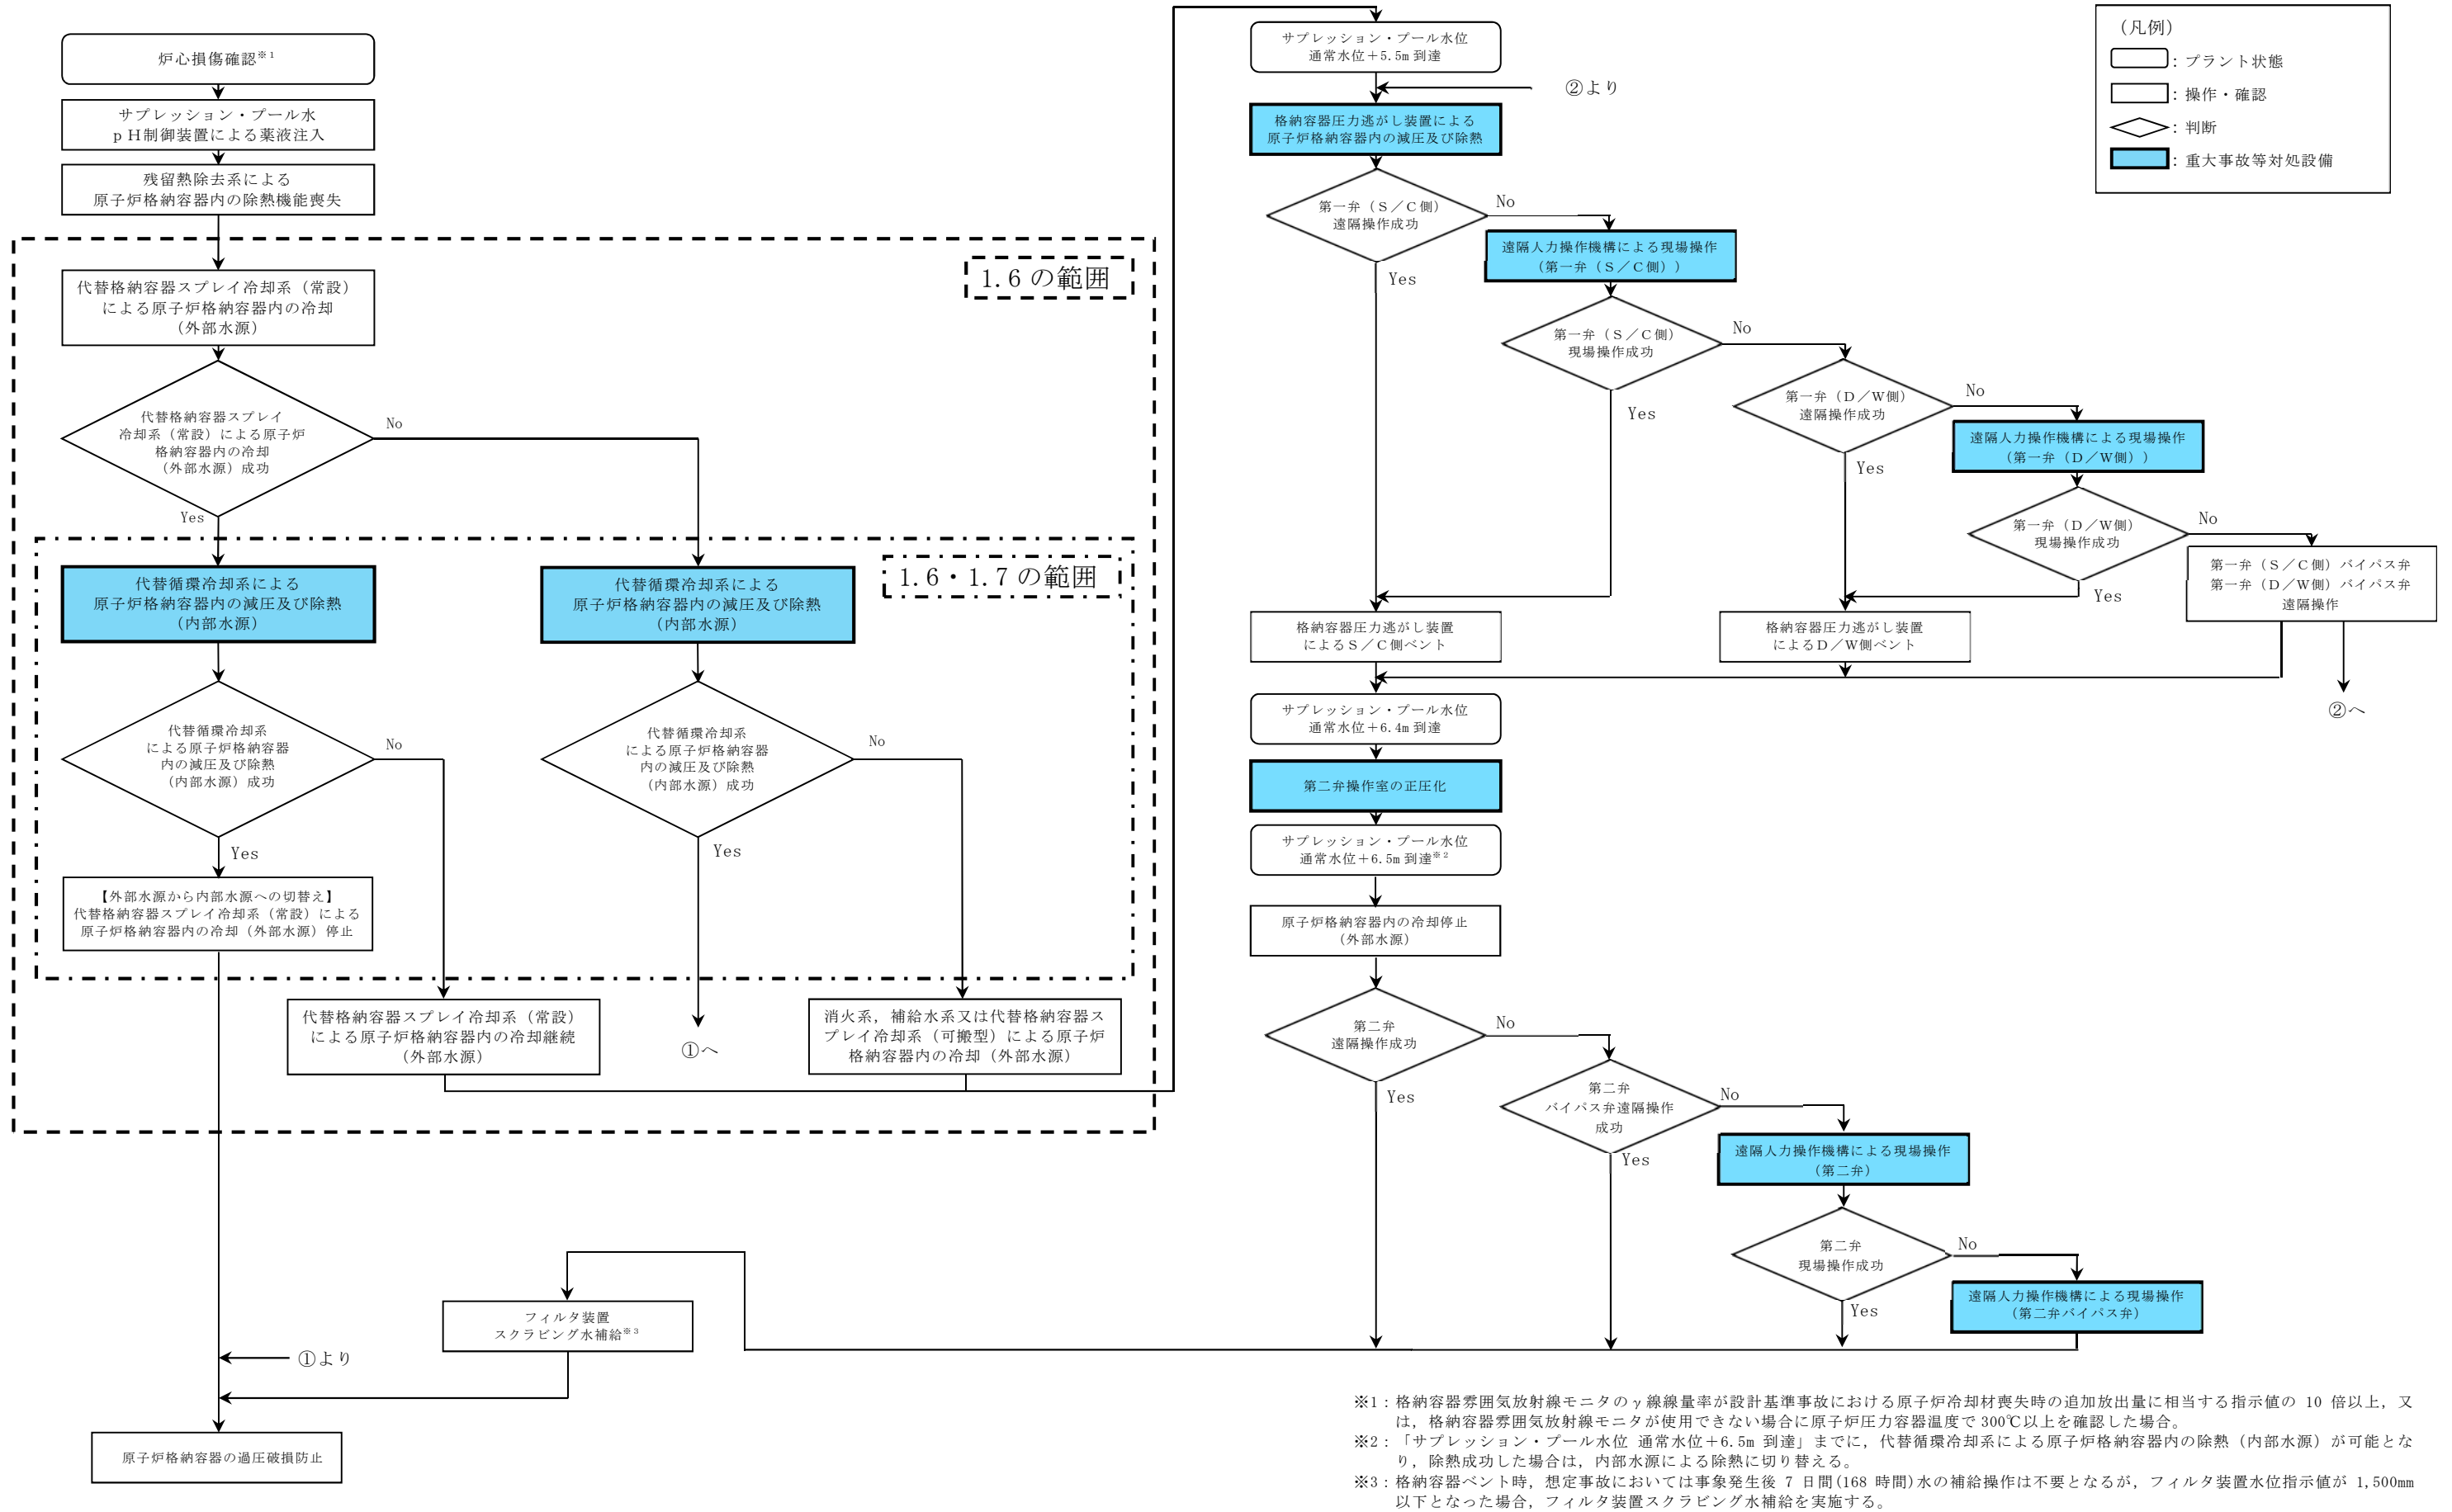 炉心損傷確認※1
サプレッション・プール水
pH制御装置による薬液注入
残留熱除去系による
原子炉格納容器内の除熱機能喪失
1.6の範囲
代替格納容器スプレイ冷却系(常設)
による原子炉格納容器内の冷却
(外部水源)
代替格納容器スプレイ
冷却系(常設)による原子炉
格納容器内の冷却
(外部水源)成功
No
Yes
1.6・1.7の範囲
代替循環冷却系による
原子炉格納容器内の減圧及び除熱
(内部水源)
代替循環冷却系による
原子炉格納容器内の減圧及び除熱
(内部水源)
代替循環冷却系
による原子炉格納容器
内の減圧及び除熱
(内部水源)成功
No
Yes
代替循環冷却系
による原子炉格納容器
内の減圧及び除熱
(内部水源)成功
No
Yes
【外部水源から内部水源への切替え】
代替格納容器スプレイ冷却系(常設)による
原子炉格納容器内の冷却(外部水源)停止
代替格納容器スプレイ冷却系(常設)
による原子炉格納容器内の冷却継続
(外部水源)
①へ
消火系,補給水系又は代替格納容器ス
プレイ冷却系(可搬型)による原子炉
格納容器内の冷却(外部水源)
フィルタ装置
スクラビング水補給※3
①より
原子炉格納容器の過圧破損防止
サプレッション・プール水位
通常水位+5.5m到達
②より
格納容器圧力逃がし装置による
原子炉格納容器内の減圧及び除熱
第一弁(S/C側)
遠隔操作成功
No
Yes
遠隔人力操作機構による現場操作
(第一弁(S/C側))
第一弁(S/C側)
現場操作成功
No
Yes
第一弁(D/W側)
遠隔操作成功
No
Yes
遠隔人力操作機構による現場操作
(第一弁(D/W側))
第一弁(D/W側)
現場操作成功
No
Yes
第一弁(S/C側)バイパス弁
第一弁(D/W側)バイパス弁
遠隔操作
格納容器圧力逃がし装置
によるS/C側ベント
格納容器圧力逃がし装置
によるD/W側ベント
②へ
サプレッション・プール水位
通常水位+6.4m到達
第二弁操作室の正圧化
サプレッション・プール水位
通常水位+6.5m到達※2
原子炉格納容器内の冷却停止
(外部水源)
第二弁
遠隔操作成功
No
Yes
第二弁
バイパス弁遠隔操作
成功
No
Yes
遠隔人力操作機構による現場操作
(第二弁)
第二弁
現場操作成功
No
Yes
遠隔人力操作機構による現場操作
(第二弁バイパス弁)
(凡例)
:プラント状態
:操作・確認
:判断
:重大事故等対処設備
※1:格納容器雰囲気放射線モニタのγ線線量率が設計基準事故における原子炉冷却材喪失時の追加放出量に相当する指示値の 10 倍以上,又
は,格納容器雰囲気放射線モニタが使用できない場合に原子炉圧力容器温度で300℃以上を確認した場合。
※2:「サプレッション・プール水位 通常水位+6.5m 到達」までに,代替循環冷却系による原子炉格納容器内の除熱(内部水源)が可能とな
り,除熱成功した場合は,内部水源による除熱に切り替える。
※3:格納容器ベント時,想定事故においては事象発生後 7 日間(168 時間)水の補給操作は不要となるが,フィルタ装置水位指示値が 1,500mm
以下となった場合,フィルタ装置スクラビング水補給を実施する。